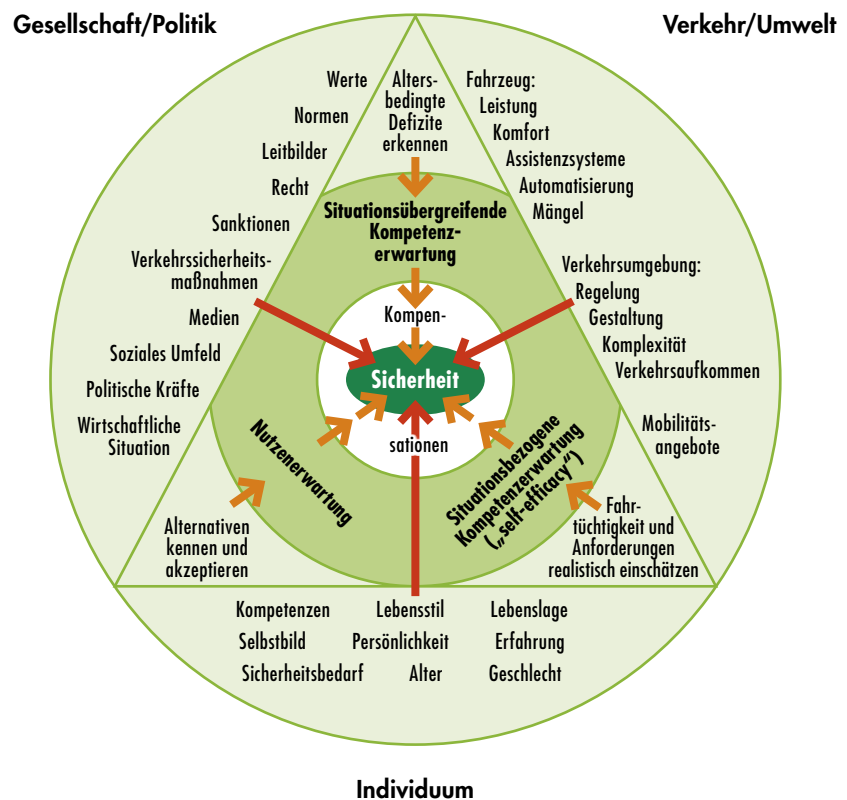 Gesellschaft/Politik
Verkehr/Umwelt
Werte
Normen
Leitbilder
Recht
Sanktionen
Verkehrssicherheits-
maßnahmen
Medien
Soziales Umfeld
Politische Kräfte
Wirtschaftliche
Situation
Alters-
bedingte
Defizite
erkennen
Fahrzeug:
Leistung
Komfort
Assistenzsysteme
Automatisierung
Mängel
Verkehrsumgebung:
Regelung
Gestaltung
Komplexität
Verkehrsaufkommen
Mobilitäts-
angebote
Situationsübergreifende
Kompetenz-
erwartung
Kompen-
Sicherheit
sationen
Nutzenerwartung
Situationsbezogene
Kompetenzerwartung
(„self-efficacy“)
Alternativen
kennen und
akzeptieren
Fahr-
tüchtigkeit und
Anforderungen
realistisch einschätzen
Kompetenzen
Lebensstil
Lebenslage
Selbstbild
Persönlichkeit
Erfahrung
Sicherheitsbedarf
Alter
Geschlecht
Individuum